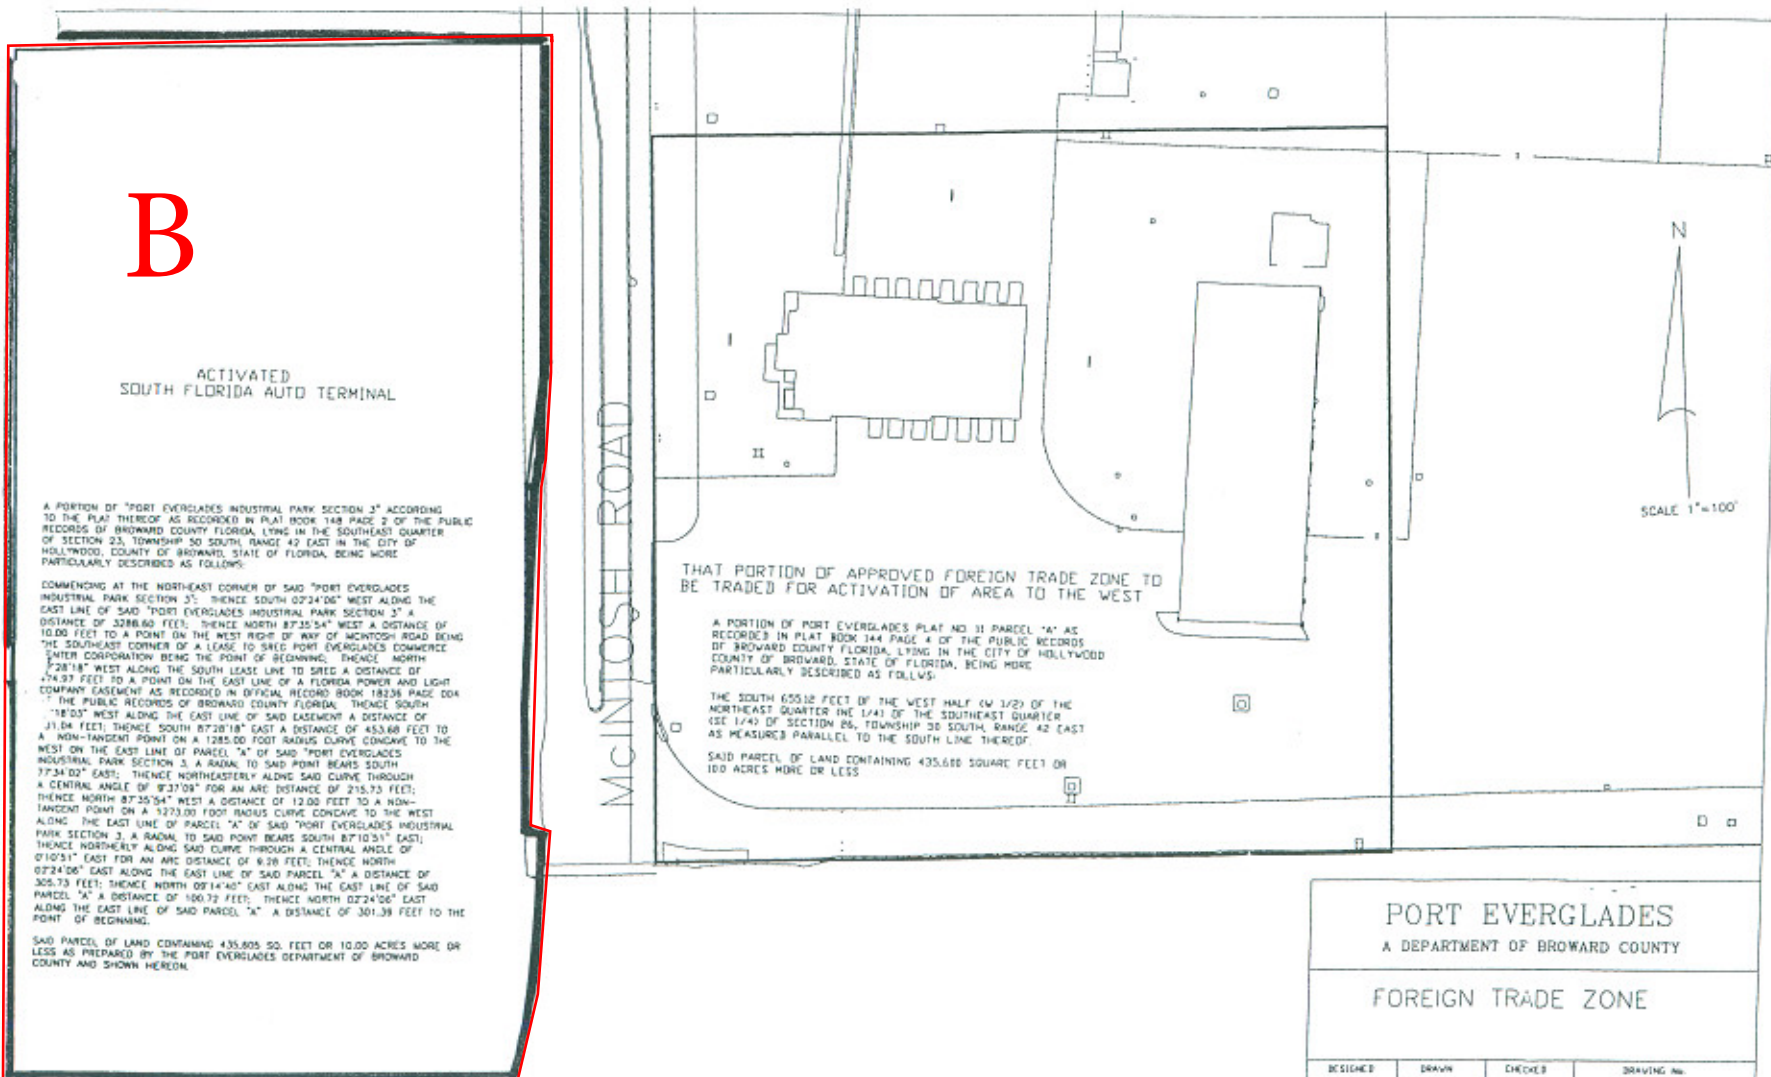 B
ACTIVATED
SOUTH FLORIDA AUTO TERMINAL
A PORTION OF "PORT EVERGLADES INDUSTRIAL PARK SECTION 3" ACCORDING
TO THE PLAT THEREOF AS RECORDED IN PLAT BOOK 148 PAGE 2 OF THE PUBLIC
RECORDS OF BROWARD COUNTY FLORIDA, LYING IN THE SOUTHEAST QUARTER
OF SECTION 23, TOWNSHIP 50 SOUTH, RANGE 42 EAST IN THE CITY OF
HOLLYWOOD, COUNTY OF BROWARD, STATE OF FLORIDA, BEING MORE
PARTICULARLY DESCRIBED AS FOLLOWS:
COMMENCING AT THE NORTHEAST CORNER OF SAID "PORT EVERGLADES
INDUSTRIAL PARK SECTION 3"; THENCE SOUTH 02°24'06" WEST ALONG THE
EAST LINE OF SAID "PORT EVERGLADES INDUSTRIAL PARK SECTION 3" A
DISTANCE OF 3288.60 FEET; THENCE NORTH 87°35'54" WEST A DISTANCE OF
10.00 FEET TO A POINT ON THE WEST RIGHT OF WAY OF MCINTOSH ROAD BEING
THE SOUTHEAST CORNER OF A LEASE TO SREG PORT EVERGLADES COMMERCE
ENTER CORPORATION BEING THE POINT OF BEGINNING; THENCE NORTH
28'18" WEST ALONG THE SOUTH LEASE LINE TO SREG A DISTANCE OF
74.97 FEET TO A POINT ON THE EAST LINE OF A FLORIDA POWER AND LIGHT
COMPANY EASEMENT AS RECORDED IN OFFICIAL RECORD BOOK 18236 PAGE 004
THE PUBLIC RECORDS OF BROWARD COUNTY FLORIDA; THENCE SOUTH
18'03" WEST ALONG THE EAST LINE OF SAID EASEMENT A DISTANCE OF
31.04 FEET; THENCE SOUTH 87°28'18" EAST A DISTANCE OF 453.68 FEET TO
A NON-TANGENT POINT ON A 1285.00 FOOT RADIUS CURVE CONCAVE TO THE
WEST ON THE EAST LINE OF PARCEL "A" OF SAID "PORT EVERGLADES
INDUSTRIAL PARK SECTION 3, A RADIAL TO SAID POINT BEARS SOUTH
77°34'02" EAST; THENCE NORTHEASTERLY ALONG SAID CURVE THROUGH
A CENTRAL ANGLE OF 9°37'09" FOR AN ARC DISTANCE OF 215.73 FEET;
THENCE NORTH 87°35'54" WEST A DISTANCE OF 12.00 FEET TO A NON-
TANGENT POINT ON A 1273.00 FOOT RADIUS CURVE CONCAVE TO THE WEST
ALONG THE EAST LINE OF PARCEL "A" OF SAID "PORT EVERGLADES INDUSTRIAL
PARK SECTION 3, A RADIAL TO SAID POINT BEARS SOUTH 87°10'51" EAST;
THENCE NORTHERLY ALONG SAID CURVE THROUGH A CENTRAL ANGLE OF
0°10'51" EAST FOR AN ARC DISTANCE OF 9.28 FEET; THENCE NORTH
02°24'06" EAST ALONG THE EAST LINE OF SAID PARCEL "A" A DISTANCE OF
305.73 FEET; THENCE NORTH 09°14'40" EAST ALONG THE EAST LINE OF SAID
PARCEL "A" A DISTANCE OF 100.72 FEET; THENCE NORTH 02°24'06" EAST
ALONG THE EAST LINE OF SAID PARCEL "A" A DISTANCE OF 301.39 FEET TO THE
POINT OF BEGINNING.
SAID PARCEL OF LAND CONTAINING 435,605 SQ. FEET OR 10.00 ACRES MORE OR
LESS AS PREPARED BY THE PORT EVERGLADES DEPARTMENT OF BROWARD
COUNTY AND SHOWN HEREON.
McINTOSH ROAD
THAT PORTION OF APPROVED FOREIGN TRADE ZONE TO
BE TRADED FOR ACTIVATION OF AREA TO THE WEST
A PORTION OF PORT EVERGLADES PLAT NO 11 PARCEL "A" AS
RECORDED IN PLAT BOOK 144 PAGE 4 OF THE PUBLIC RECORDS
OF BROWARD COUNTY FLORIDA, LYING IN THE CITY OF HOLLYWOOD
COUNTY OF BROWARD, STATE OF FLORIDA, BEING MORE
PARTICULARLY DESCRIBED AS FOLLWS:
THE SOUTH 655.12 FEET OF THE WEST HALF (W 1/2) OF THE
NORTHEAST QUARTER (NE 1/4) OF THE SOUTHEAST QUARTER
(SE 1/4) OF SECTION 26, TOWNSHIP 50 SOUTH, RANGE 42 EAST
AS MEASURED PARALLEL TO THE SOUTH LINE THEREOF.
SAID PARCEL OF LAND CONTAINING 435,600 SQUARE FEET OR
10.0 ACRES MORE OR LESS
N
SCALE 1"=100'
PORT EVERGLADES
A DEPARTMENT OF BROWARD COUNTY
FOREIGN TRADE ZONE
DESIGNED DRAWN CHECKED DRAWING No.